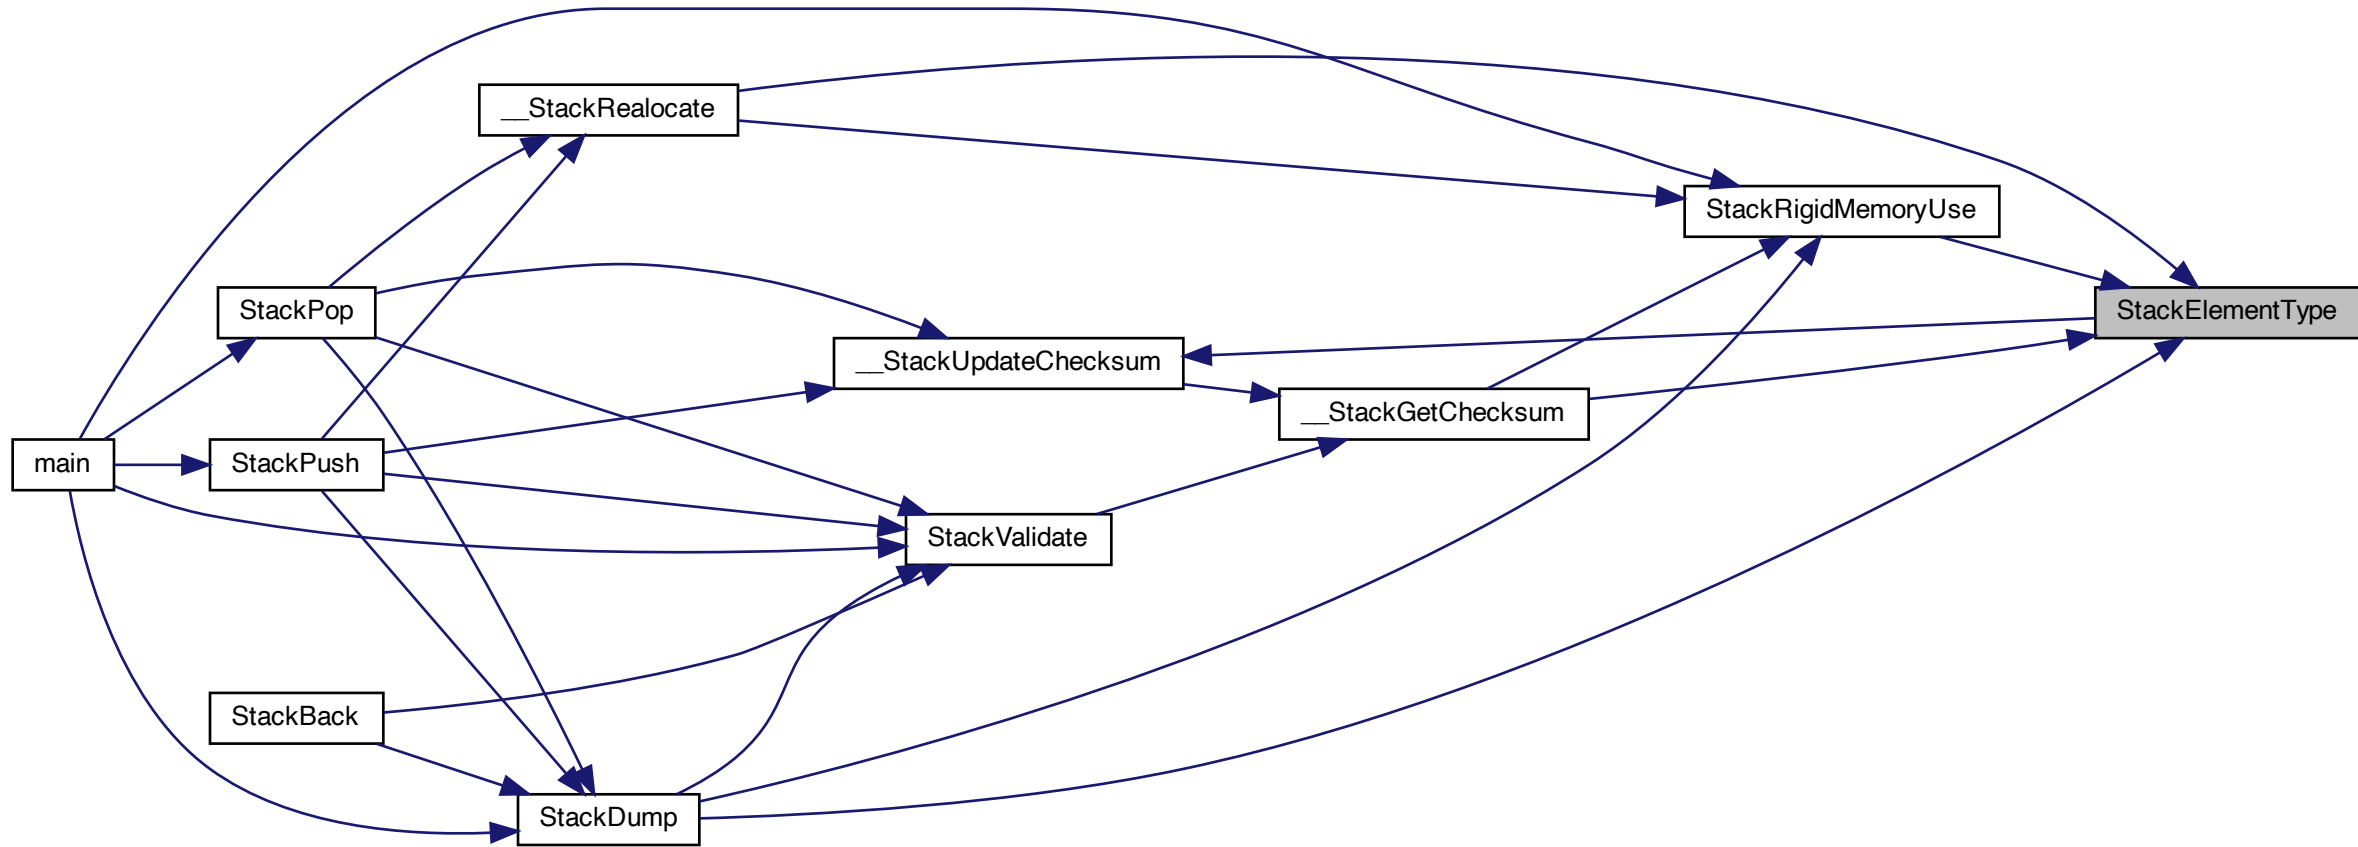 __StackRealocate
StackRigidMemoryUse
StackPop
StackElementType
__StackUpdateChecksum
__StackGetChecksum
main
StackPush
StackValidate
StackBack
StackDump